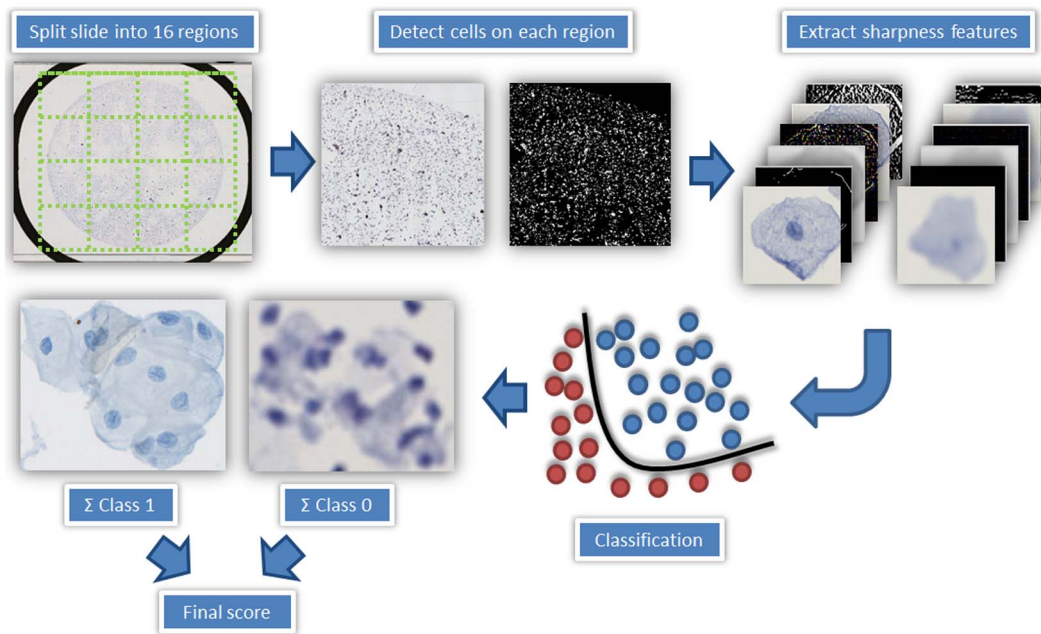 Split slide into 16 regions
Detect cells on each region
Extract sharpness features
Σ Class 1
Σ Class 0
Classification
Final score